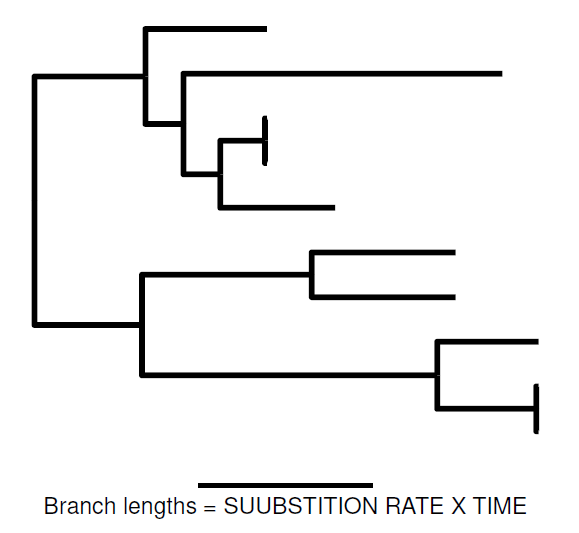 Branch lengths = SUUBSTITION RATE X TIME